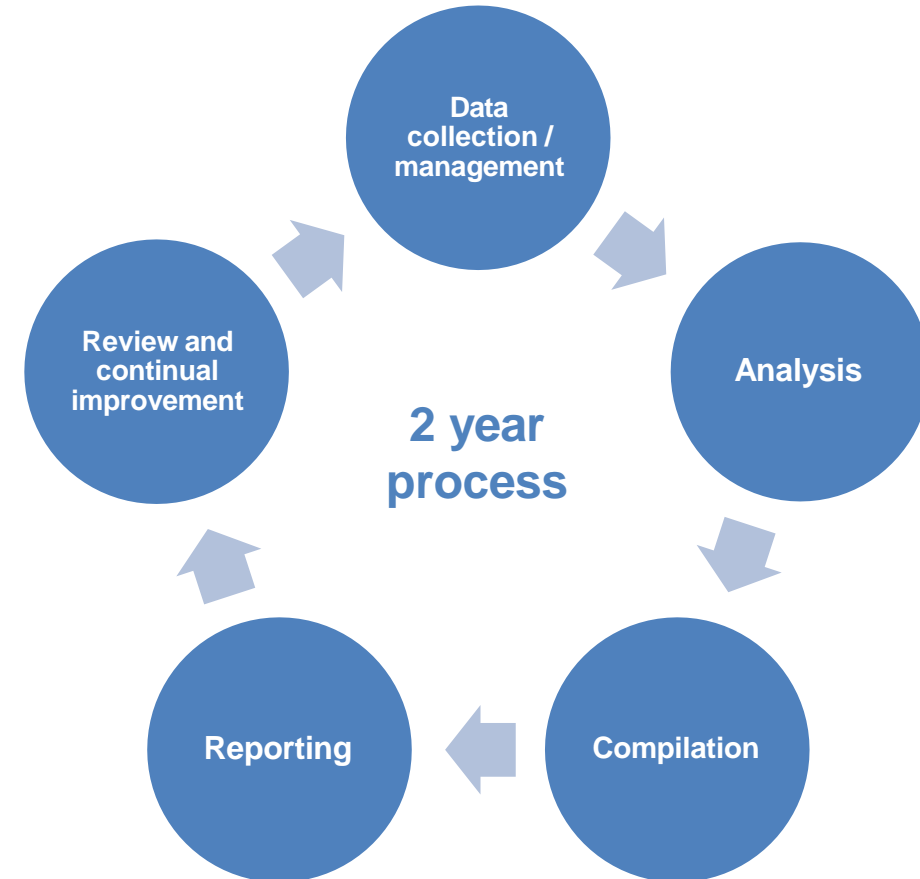 Data
collection /
management
Analysis
Compilation
Reporting
Review and
continual
improvement
2 year
process